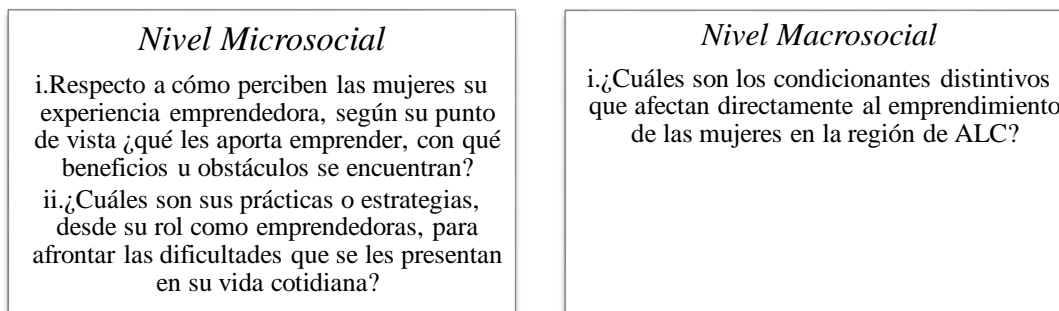 Nivel Microsocial
i.Respecto a cómo perciben las mujeres su
experiencia emprendedora, según su punto
de vista ¿qué les aporta emprender, con qué
beneficios u obstáculos se encuentran?
ii.¿Cuáles son sus prácticas o estrategias,
desde su rol como emprendedoras, para
afrontar las dificultades que se les presentan
en su vida cotidiana?
Nivel Macrosocial
i.¿Cuáles son los condicionantes distintivos
que afectan directamente al emprendimiento
de las mujeres en la región de ALC?